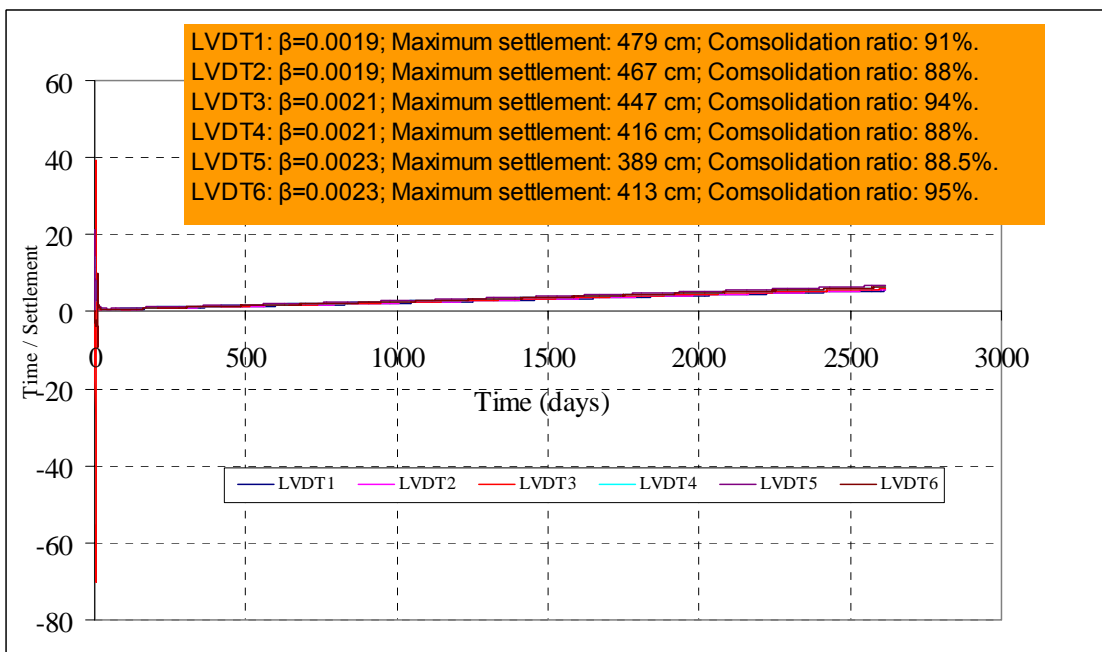 LVDT1: β=0.0019; Maximum settlement: 479 cm; Comsolidation ratio: 91%.
LVDT2: β=0.0019; Maximum settlement: 467 cm; Comsolidation ratio: 88%.
LVDT3: β=0.0021; Maximum settlement: 447 cm; Comsolidation ratio: 94%.
LVDT4: β=0.0021; Maximum settlement: 416 cm; Comsolidation ratio: 88%.
LVDT5: β=0.0023; Maximum settlement: 389 cm; Comsolidation ratio: 88.5%.
LVDT6: β=0.0023; Maximum settlement: 413 cm; Comsolidation ratio: 95%.
60
40
20
0
-20
-40
-60
-80
Time / Settlement
0 500 1000 1500 2000 2500 3000
Time (days)
LVDT1 LVDT2 LVDT3 LVDT4 LVDT5 LVDT6